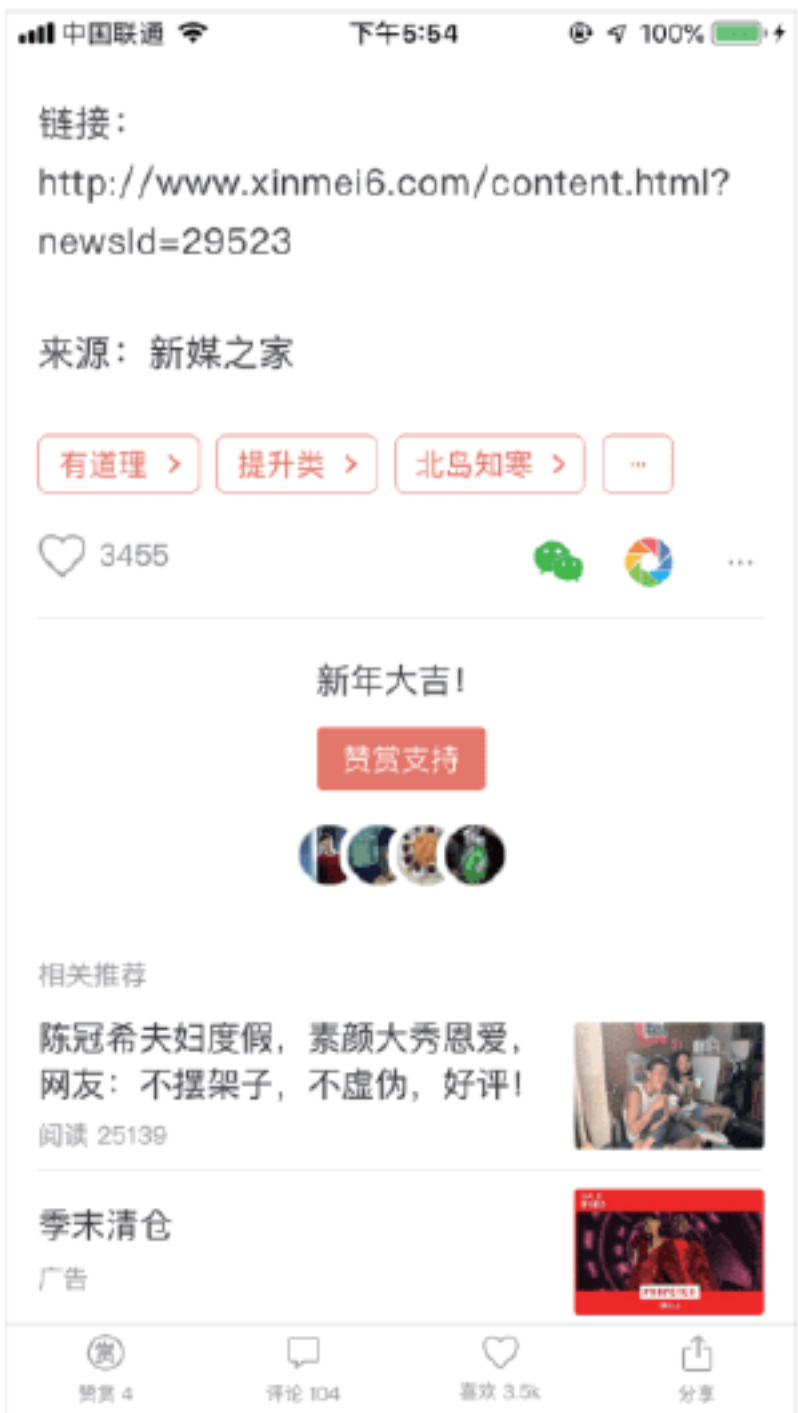 中国联通 下午5:54 100%
链接：
http://www.xinmei6.com/content.html?
newsId=29523
来源：新媒之家
有道理 > 提升类 > 北岛知寒 > ...
3455 ...
新年大吉！
赞赏支持
相关推荐
陈冠希夫妇度假，素颜大秀恩爱，
网友：不摆架子，不虚伪，好评！
阅读 25139
季末清仓
广告
赏
赞赏 4 评论 104 喜欢 3.5k 分享